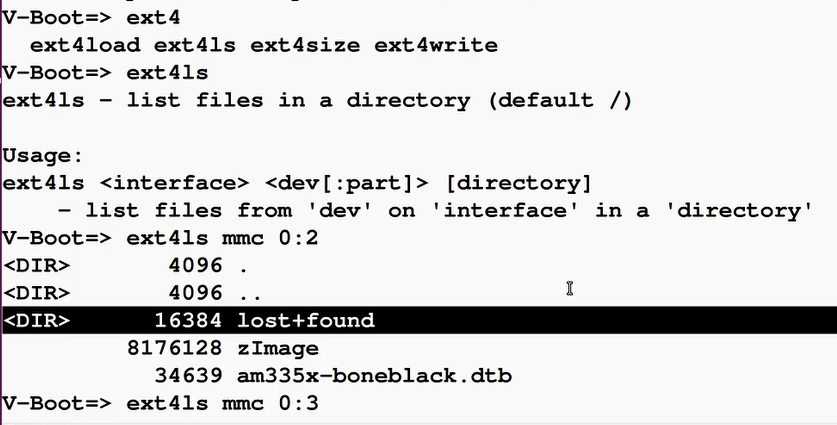 V-Boot=> ext4
  ext4load ext4ls ext4size ext4write
V-Boot=> ext4ls
ext4ls - list files in a directory (default /)

Usage:
ext4ls <interface> <dev[:part]> [directory]
    - list files from 'dev' on 'interface' in a 'directory'
V-Boot=> ext4ls mmc 0:2
<DIR>       4096 .
<DIR>       4096 ..
<DIR>      16384 lost+found
         8176128 zImage
           34639 am335x-boneblack.dtb
V-Boot=> ext4ls mmc 0:3